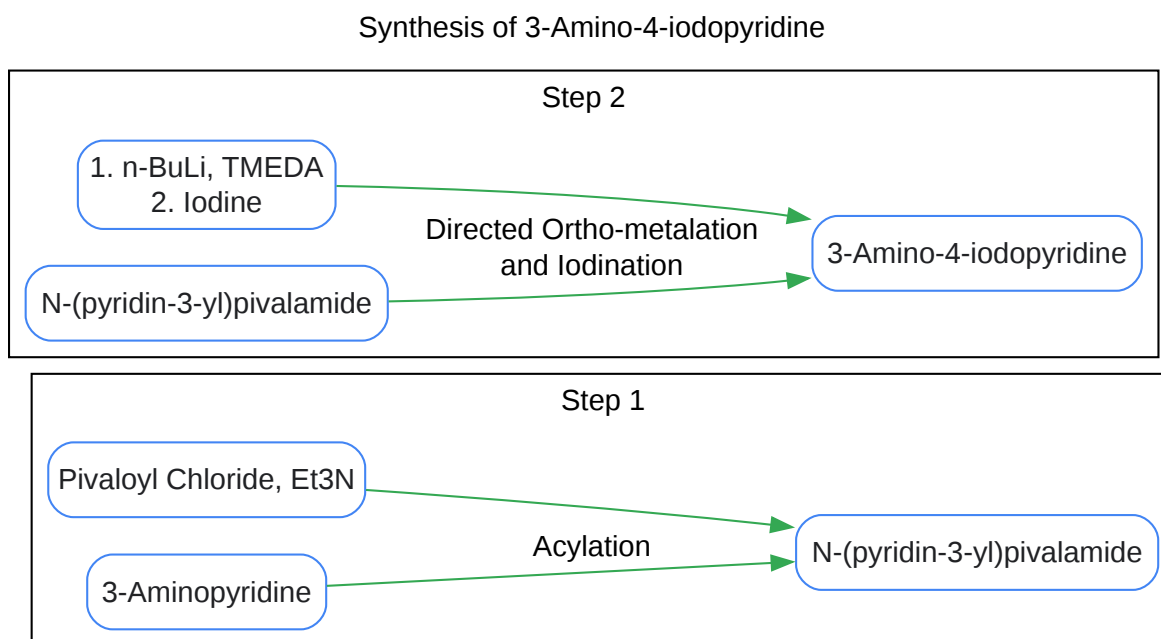 Synthesis of 3-Amino-4-iodopyridine
Step 2
1. n-BuLi, TMEDA
2. Iodine
Directed Ortho-metalation
and Iodination
3-Amino-4-iodopyridine
N-(pyridin-3-yl)pivalamide
Step 1
Pivaloyl Chloride, Et3N
Acylation
N-(pyridin-3-yl)pivalamide
3-Aminopyridine